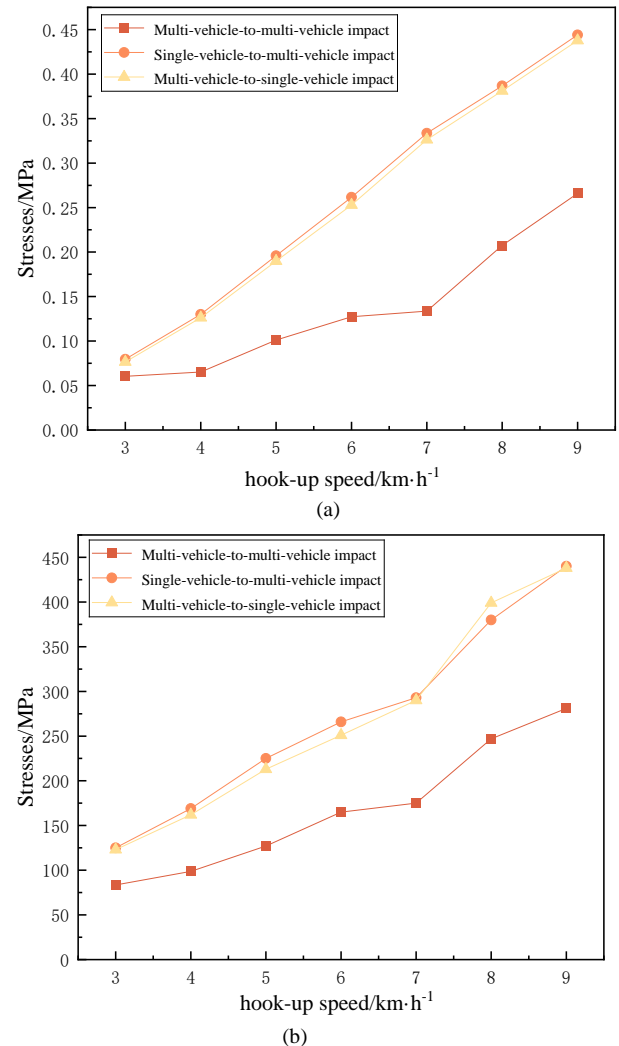 0.45
0.40
0.35
0.30
0.25
0.20
0.15
0.10
0.05
0.00
Stresses/MPa
Multi-vehicle-to-multi-vehicle impact
Single-vehicle-to-multi-vehicle impact
Multi-vehicle-to-single-vehicle impact
3 4 5 6 7 8 9
hook-up speed/km·h⁻¹
(a)
450
400
350
300
250
200
150
100
50
0
Stresses/MPa
Multi-vehicle-to-multi-vehicle impact
Single-vehicle-to-multi-vehicle impact
Multi-vehicle-to-single-vehicle impact
3 4 5 6 7 8 9
hook-up speed/km·h⁻¹
(b)